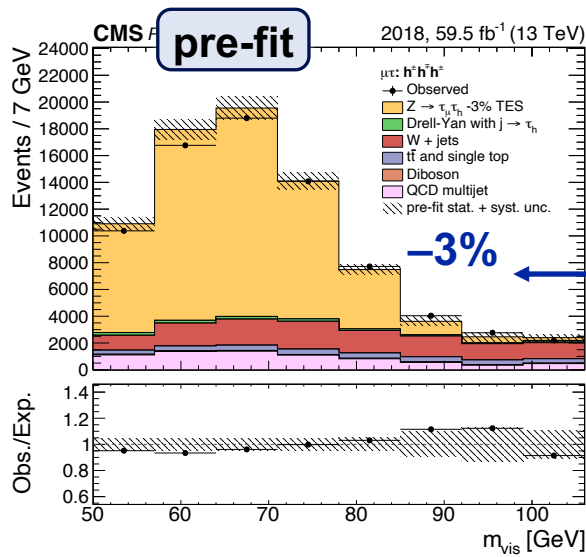 CMS
pre-fit
2018, 59.5 fb⁻¹ (13 TeV)
Events / 7 GeV
24000
22000
20000
18000
16000
14000
12000
10000
8000
6000
4000
2000
0
μτ: h±h∓h±
Observed
Z → τμτh -3% TES
Drell-Yan with j → τh
W + jets
tt̄ and single top
Diboson
QCD multijet
pre-fit stat. + syst. unc.
–3%
Obs./Exp.
1.4
1.2
1
0.8
0.6
50 60 70 80 90 100
mvis [GeV]